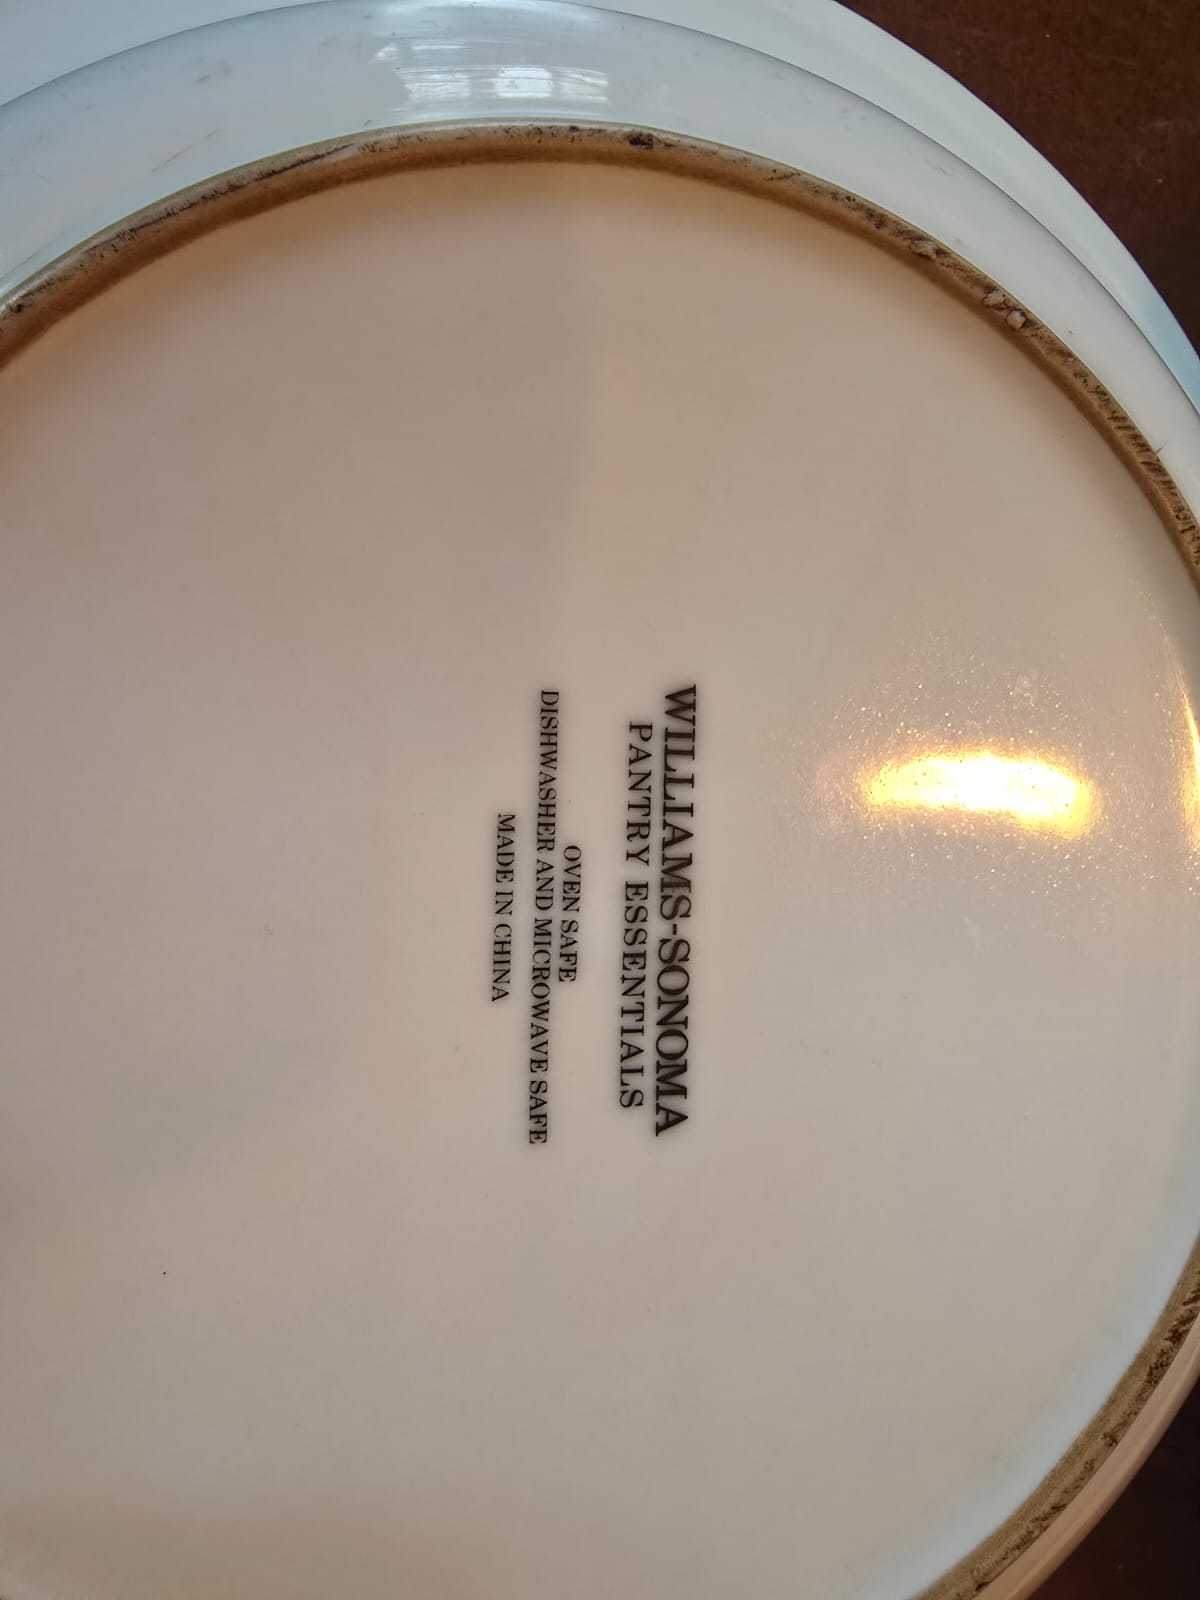 WILLIAMS-SONOMA
PANTRY ESSENTIALS
OVEN SAFE
DISHWASHER AND MICROWAVE SAFE
MADE IN CHINA